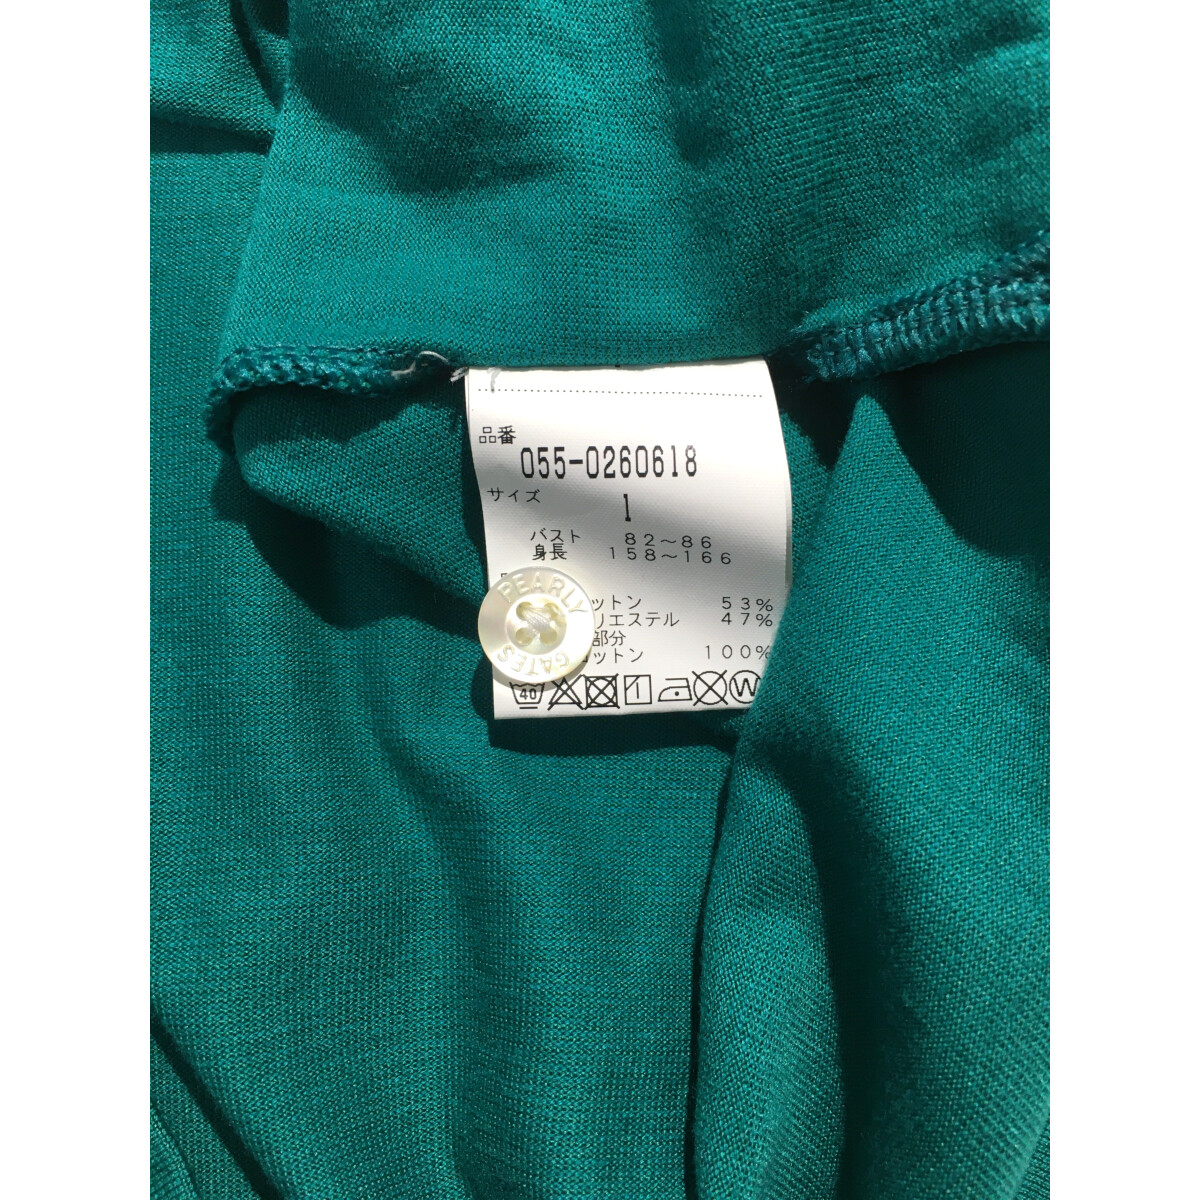 品番
055-0260618
サイズ
1
バスト 82～86
身長 158～166
ットン 53%
リエステル 47%
部分
ットン 100%
PEARLY
GATES
40
W